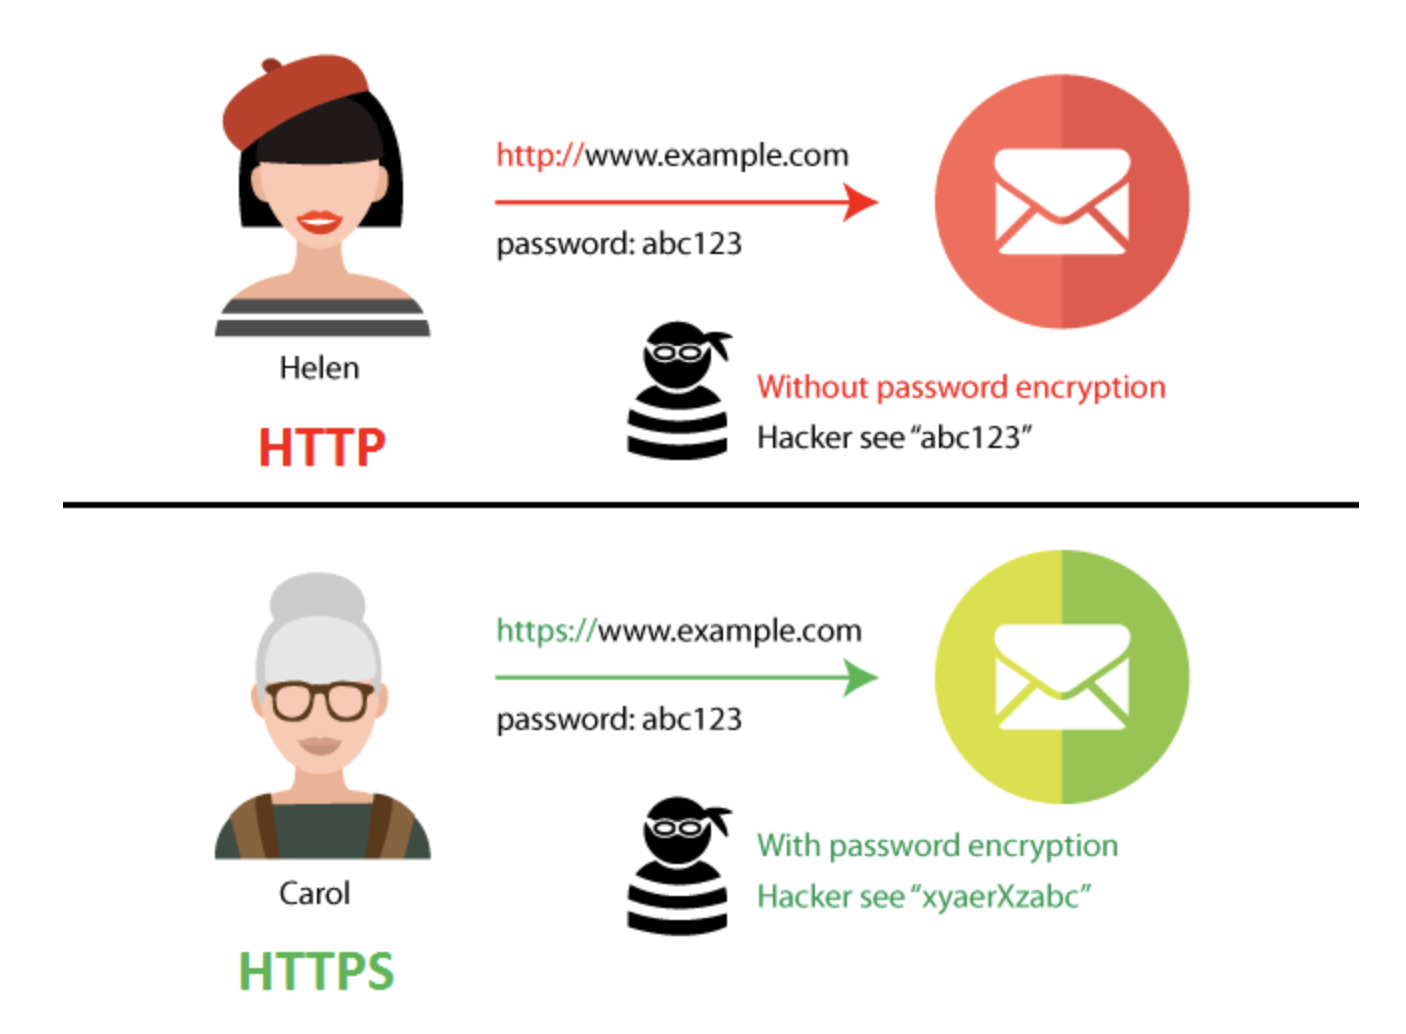 http://www.example.com
password: abc123
Helen
HTTP
Without password encryption
Hacker see “abc123”
https://www.example.com
password: abc123
Carol
HTTPS
With password encryption
Hacker see “xyaerXzabc”